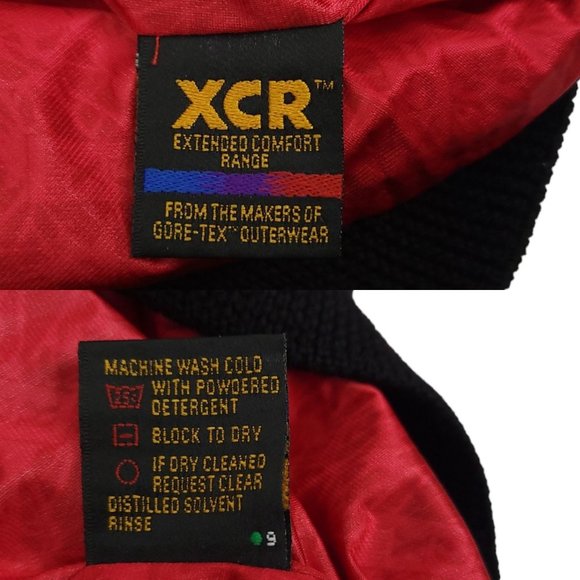 XCR™
EXTENDED COMFORT
RANGE
FROM THE MAKERS OF
GORE-TEX™ OUTERWEAR
MACHINE WASH COLD
WITH POWDERED
DETERGENT
BLOCK TO DRY
IF DRY CLEANED
REQUEST CLEAR
DISTILLED SOLVENT
RINSE
9